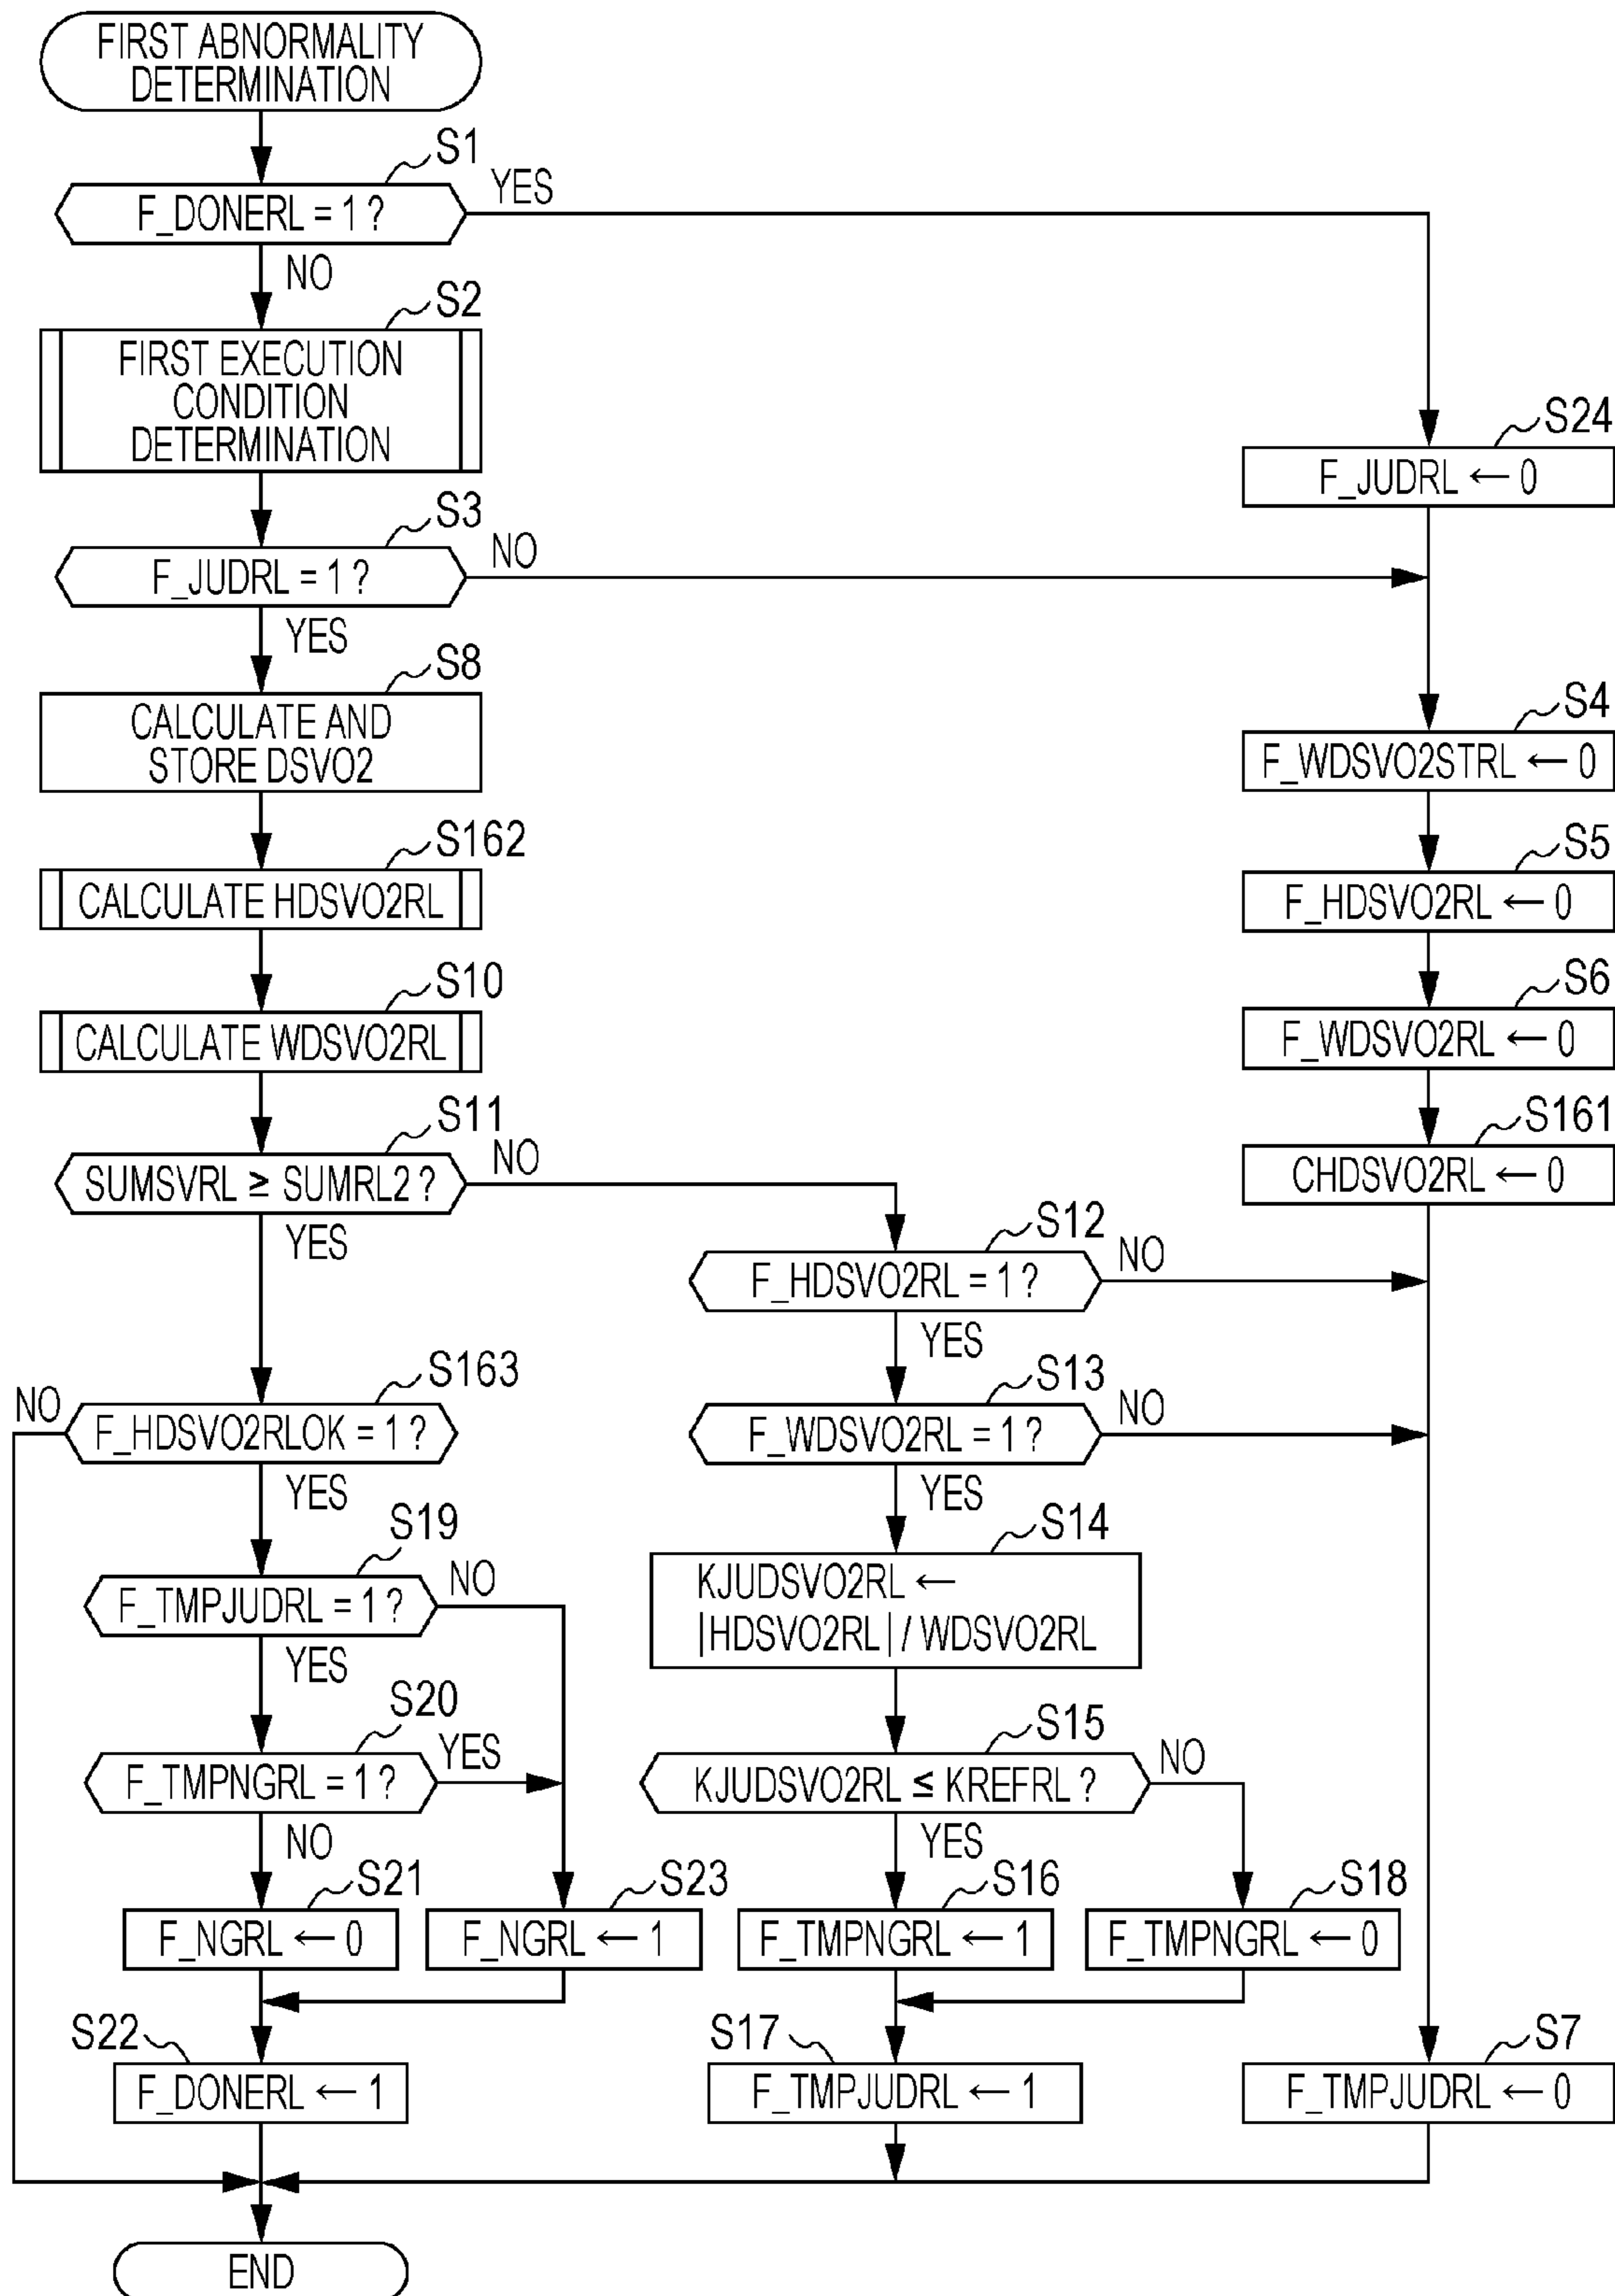 FIRST ABNORMALITY
DETERMINATION
S1
F_DONERL = 1 ?
YES
NO
S2
FIRST EXECUTION
CONDITION
DETERMINATION
S24
F_JUDRL ← 0
S3
F_JUDRL = 1 ?
NO
YES
S8
CALCULATE AND
STORE DSVO2
S4
F_WDSVO2STRL ← 0
S162
CALCULATE HDSVO2RL
S5
F_HDSVO2RL ← 0
S10
CALCULATE WDSVO2RL
S6
F_WDSVO2RL ← 0
S11
SUMSVRL ≥ SUMRL2 ?
NO
YES
S161
CHDSVO2RL ← 0
S12
F_HDSVO2RL = 1 ?
NO
YES
S163
NO
F_HDSVO2RLOK = 1 ?
YES
S13
F_WDSVO2RL = 1 ?
NO
YES
S19
F_TMPJUDRL = 1 ?
NO
YES
S14
KJUDSVO2RL ←
|HDSVO2RL| / WDSVO2RL
S20
F_TMPNGRL = 1 ?
YES
NO
S15
KJUDSVO2RL ≤ KREFRL ?
NO
YES
S21
F_NGRL ← 0
S23
F_NGRL ← 1
S16
F_TMPNGRL ← 1
S18
F_TMPNGRL ← 0
S22
F_DONERL ← 1
S17
F_TMPJUDRL ← 1
S7
F_TMPJUDRL ← 0
END